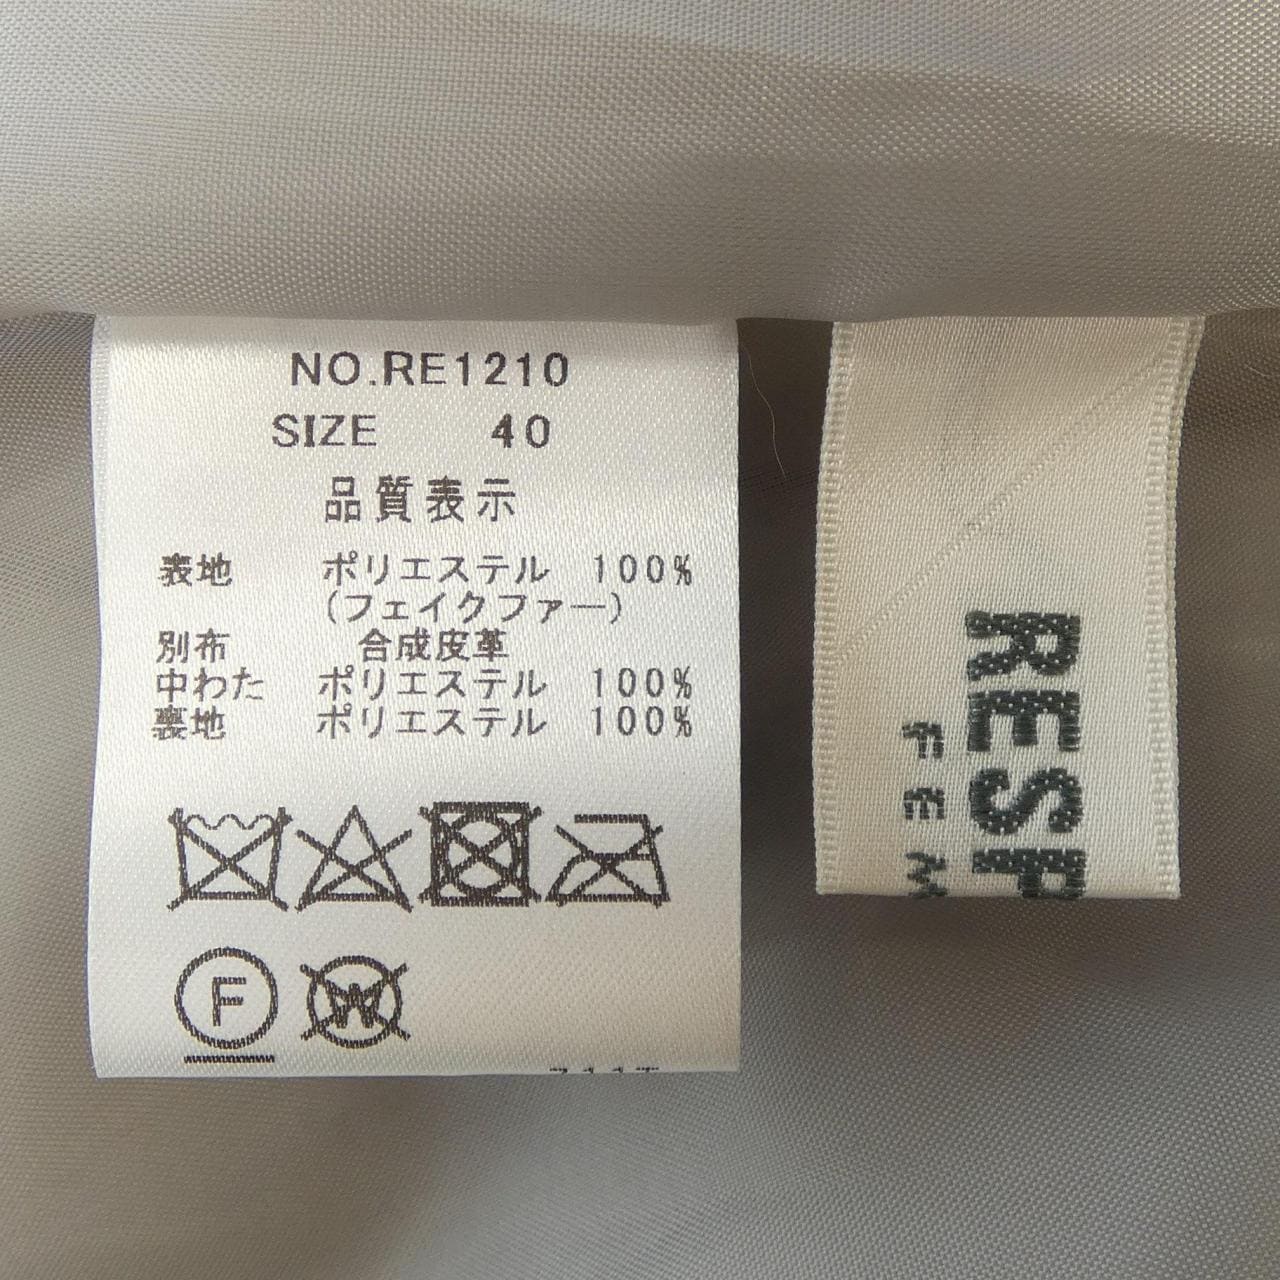 NO.RE1210
SIZE 40
品質表示
表地 ポリエステル 100%
(フェイクファー)
別布 合成皮革
中わた ポリエステル 100%
裏地 ポリエステル 100%
F
W
RESP
FEM